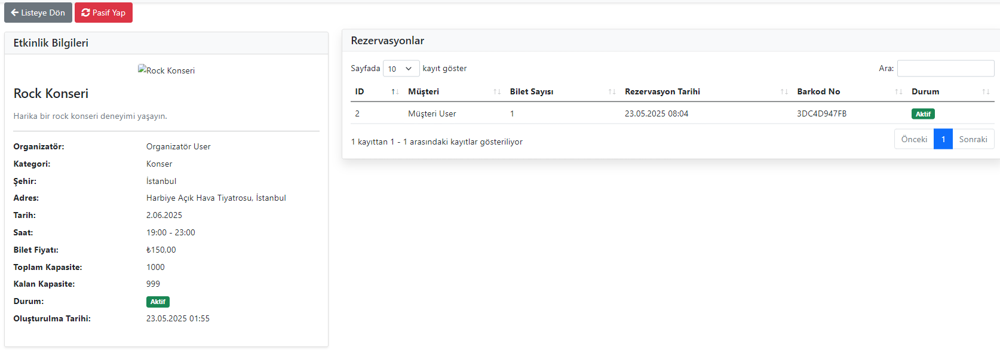 Listeye Dön Pasif Yap
Etkinlik Bilgileri
Rock Konseri
Rock Konseri
Harika bir rock konseri deneyimi yaşayın.
Organizatör: Organizatör User
Kategori: Konser
Şehir: İstanbul
Adres: Harbiye Açık Hava Tiyatrosu, İstanbul
Tarih: 2.06.2025
Saat: 19:00 - 23:00
Bilet Fiyatı: ₺150,00
Toplam Kapasite: 1000
Kalan Kapasite: 999
Durum: Aktif
Oluşturulma Tarihi: 23.05.2025 01:55
Rezervasyonlar
Sayfada 10 kayıt göster Ara:
ID Müşteri Bilet Sayısı Rezervasyon Tarihi Barkod No Durum
2 Müşteri User 1 23.05.2025 08:04 3DC4D947FB Aktif
1 kayıttan 1 - 1 arasındaki kayıtlar gösteriliyor Önceki 1 Sonraki